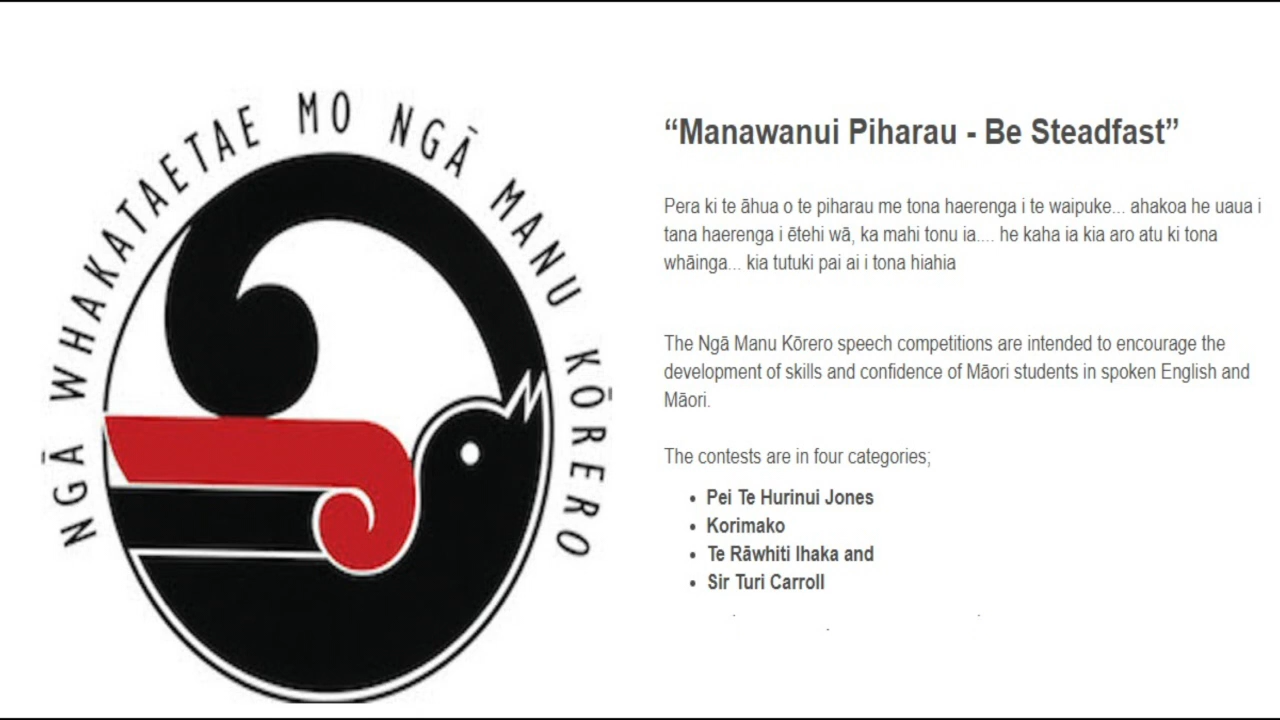 NGĀ WHAKATAETAE MO NGĀ MANU KŌRERO
“Manawanui Piharau - Be Steadfast”
Pera ki te āhua o te piharau me tona haerenga i te waipuke... ahakoa he uaua i
tana haerenga i ētehi wā, ka mahi tonu ia.... he kaha ia kia aro atu ki tona
whāinga... kia tutuki pai ai i tona hiahia
The Ngā Manu Kōrero speech competitions are intended to encourage the
development of skills and confidence of Māori students in spoken English and
Māori.
The contests are in four categories;
• Pei Te Hurinui Jones
• Korimako
• Te Rāwhiti Ihaka and
• Sir Turi Carroll